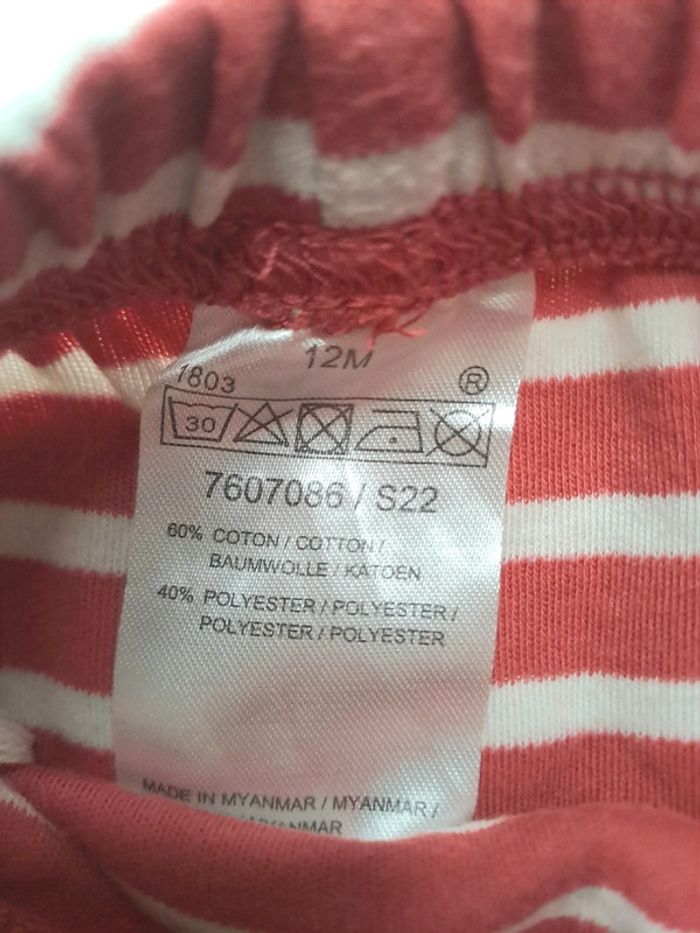 12M
1803
®
30
7607086 / S22
60% COTON / COTTON /
BAUMWOLLE / KATOEN
40% POLYESTER / POLYESTER /
POLYESTER / POLYESTER
MADE IN MYANMAR / MYANMAR /
MYANMAR